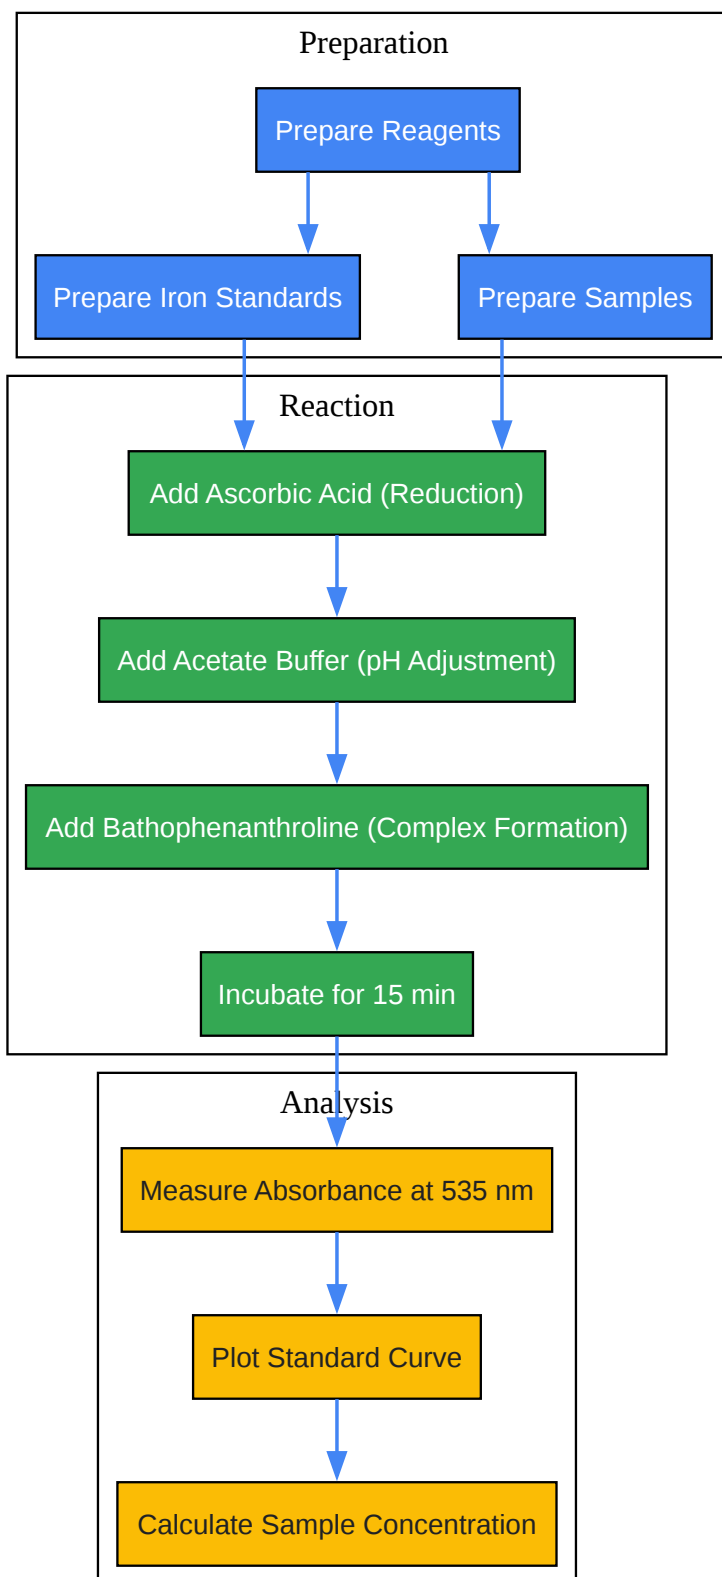 Preparation
Prepare Reagents
Prepare Iron Standards
Prepare Samples
Reaction
Add Ascorbic Acid (Reduction)
Add Acetate Buffer (pH Adjustment)
Add Bathophenanthroline (Complex Formation)
Incubate for 15 min
Analysis
Measure Absorbance at 535 nm
Plot Standard Curve
Calculate Sample Concentration